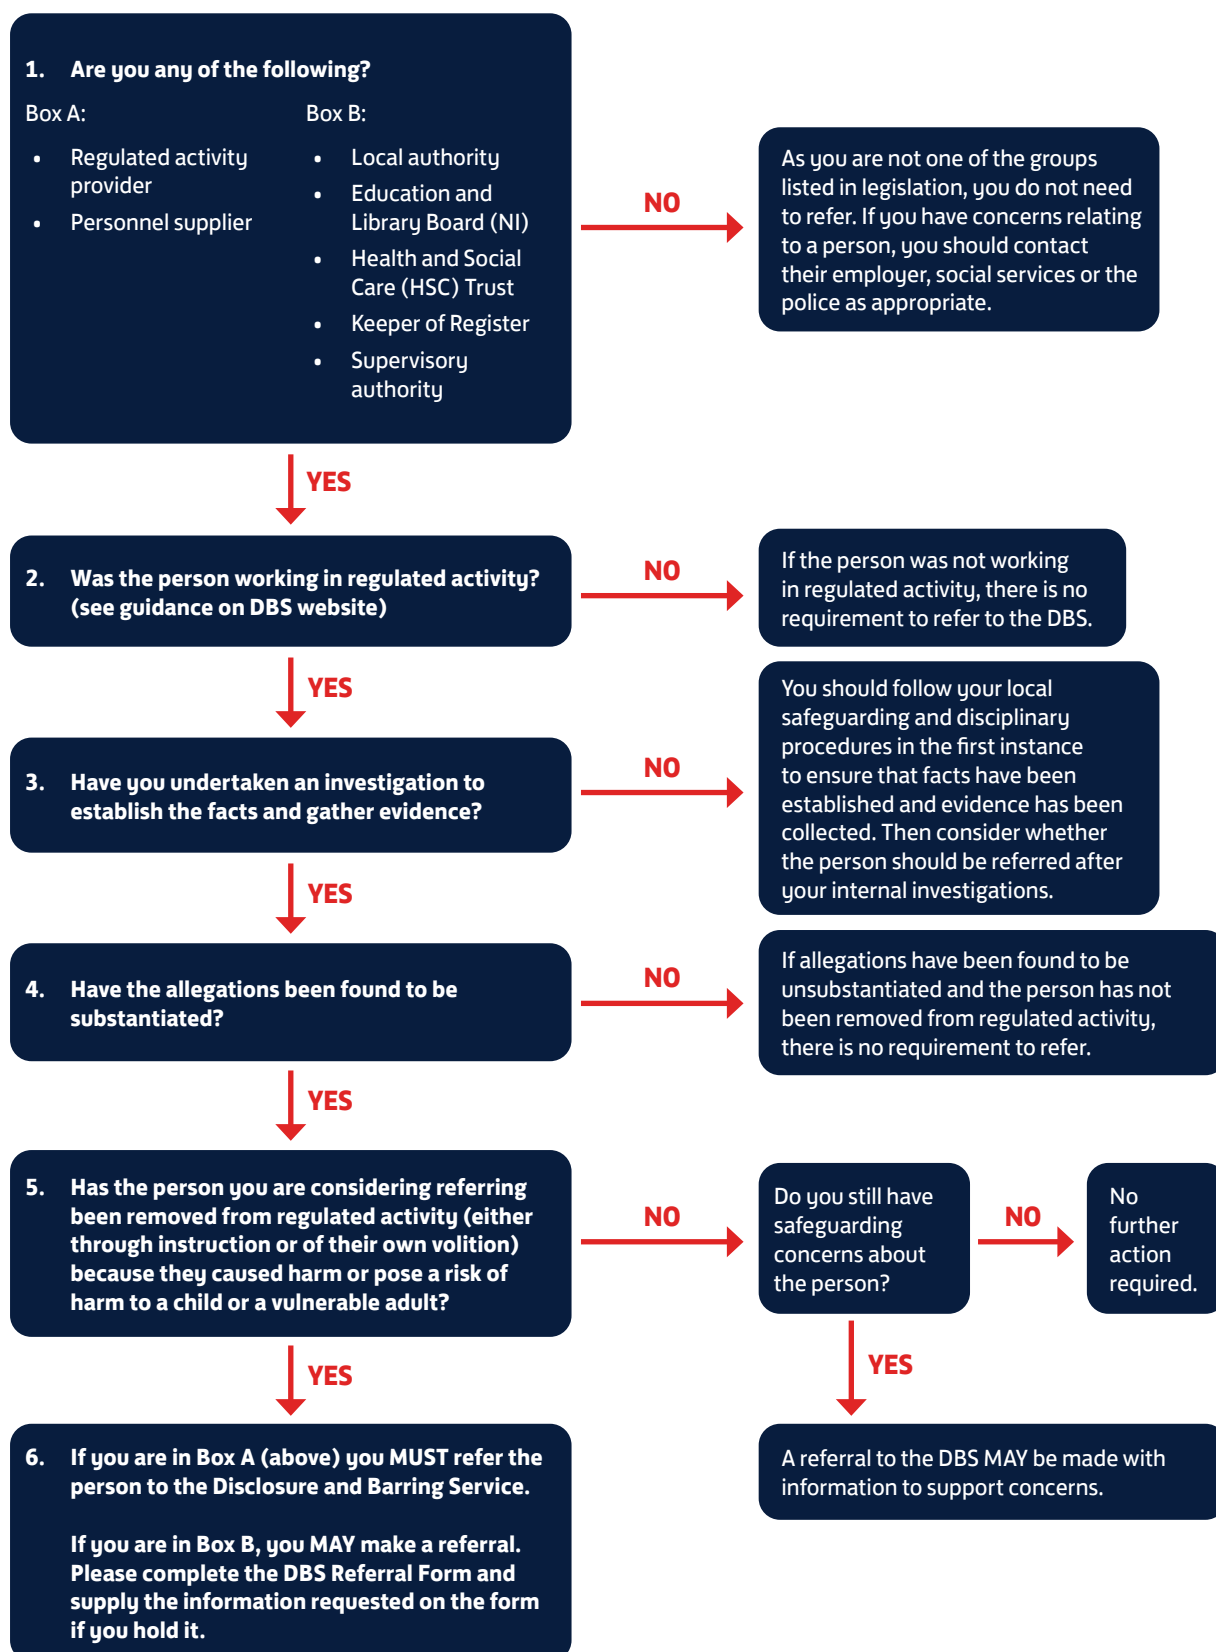 1. Are you any of the following?
Box A:
• Regulated activity
provider
• Personnel supplier
Box B:
• Local authority
• Education and
Library Board (NI)
• Health and Social
Care (HSC) Trust
• Keeper of Register
• Supervisory
authority
NO
As you are not one of the groups
listed in legislation, you do not need
to refer. If you have concerns relating
to a person, you should contact
their employer, social services or the
police as appropriate.
YES
2. Was the person working in regulated activity?
(see guidance on DBS website)
NO
If the person was not working
in regulated activity, there is no
requirement to refer to the DBS.
YES
3. Have you undertaken an investigation to
establish the facts and gather evidence?
NO
You should follow your local
safeguarding and disciplinary
procedures in the first instance
to ensure that facts have been
established and evidence has been
collected. Then consider whether
the person should be referred after
your internal investigations.
YES
4. Have the allegations been found to be
substantiated?
NO
If allegations have been found to be
unsubstantiated and the person has not
been removed from regulated activity,
there is no requirement to refer.
YES
5. Has the person you are considering referring
been removed from regulated activity (either
through instruction or of their own volition)
because they caused harm or pose a risk of
harm to a child or a vulnerable adult?
NO
Do you still have
safeguarding
concerns about
the person?
NO
No
further
action
required.
YES
YES
6. If you are in Box A (above) you MUST refer the
person to the Disclosure and Barring Service.
If you are in Box B, you MAY make a referral.
Please complete the DBS Referral Form and
supply the information requested on the form
if you hold it.
A referral to the DBS MAY be made with
information to support concerns.